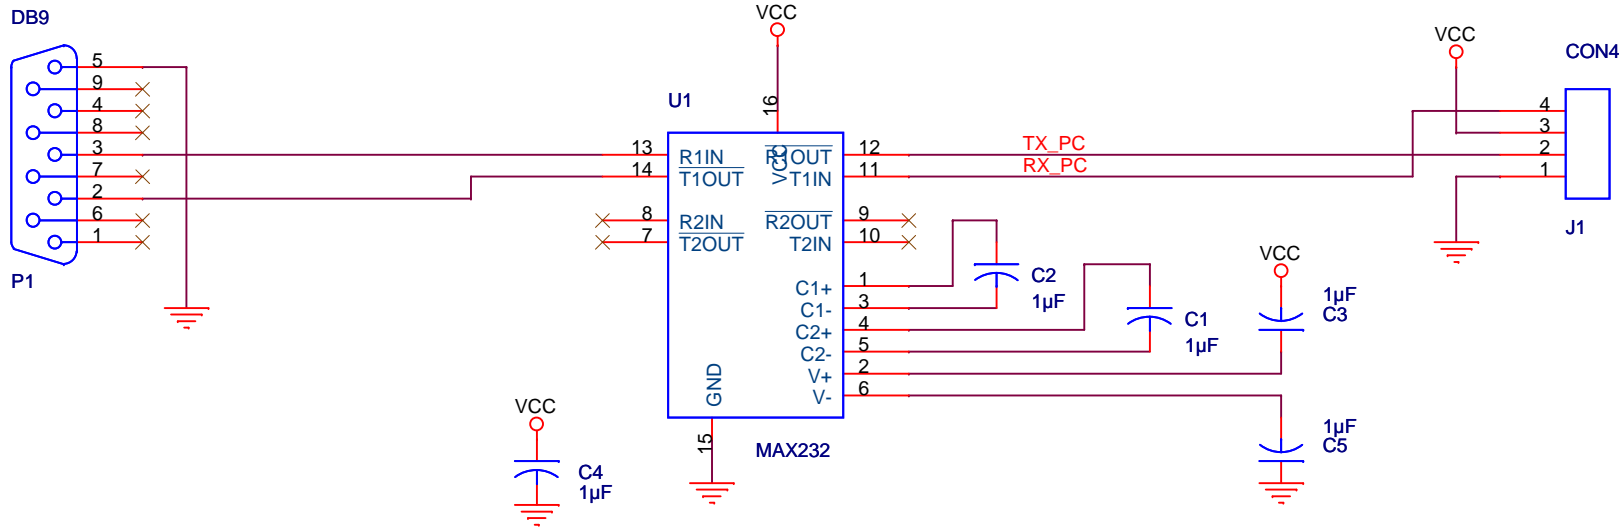 DB9
5
9
4
8
3
7
2
6
1
P1
VCC
16
U1
13
14
8
7
R1IN
T1OUT
R2IN
T2OUT
VCC
R1OUT
T1IN
R2OUT
T2IN
C1+
C1-
C2+
C2-
V+
V-
GND
12
11
9
10
1
3
4
5
2
6
15
MAX232
TX_PC
RX_PC
C2
1µF
C1
1µF
VCC
1µF
C3
1µF
C5
VCC
C4
1µF
VCC
CON4
4
3
2
1
J1